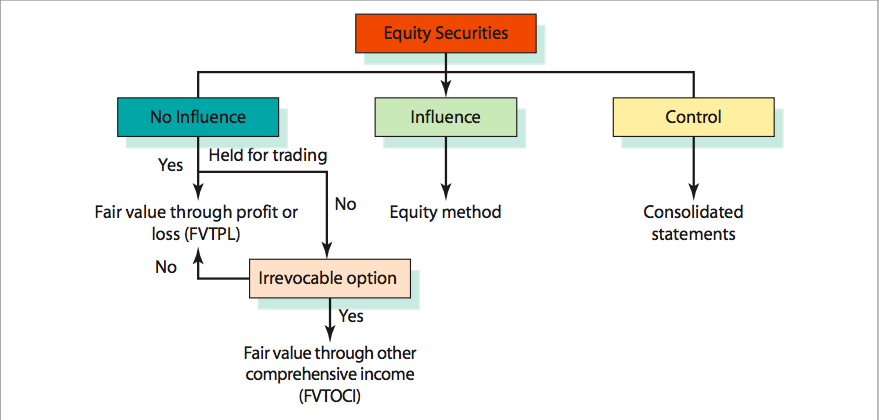 Equity Securities
No Influence
Influence
Control
Yes
Held for trading
No
Fair value through profit or
loss (FVTPL)
Equity method
Consolidated
statements
No
Irrevocable option
Yes
Fair value through other
comprehensive income
(FVTOCI)